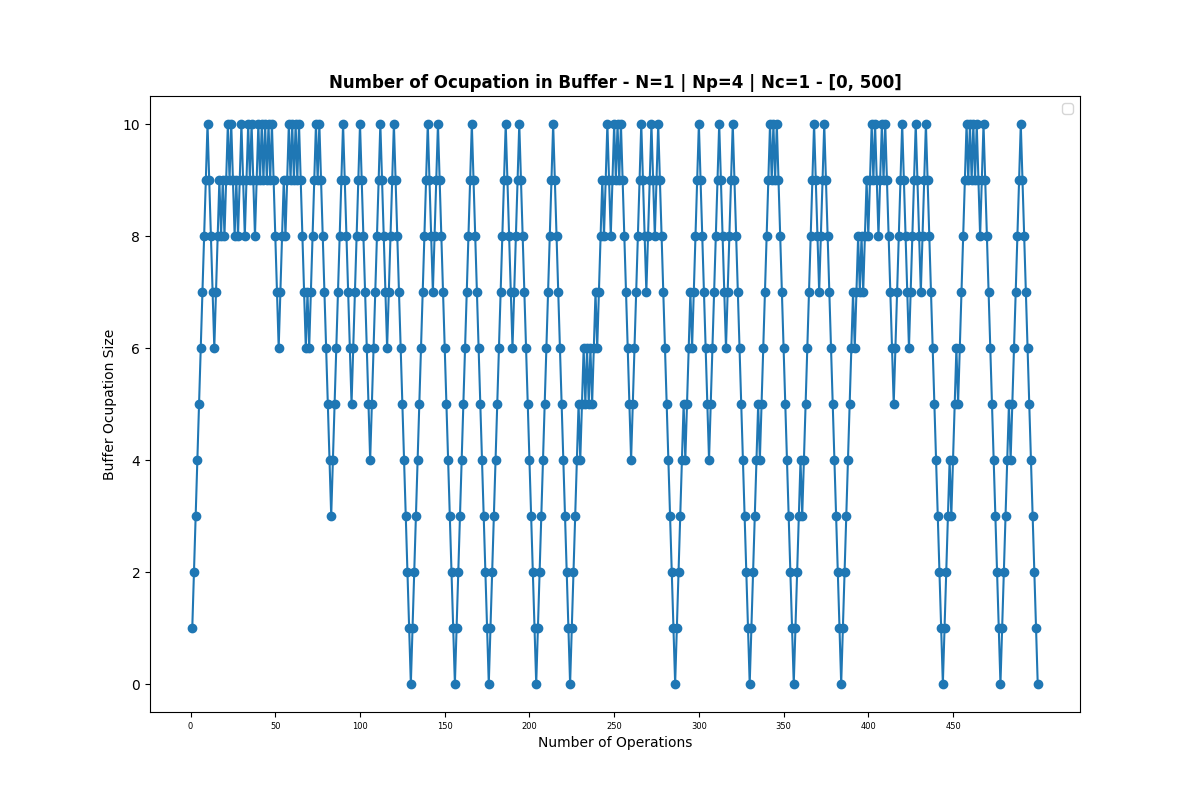 Number of Ocupation in Buffer - N=1 | Np=4 | Nc=1 - [0, 500]
Buffer Ocupation Size
10
8
6
4
2
0
0 50 100 150 200 250 300 350 400 450
Number of Operations